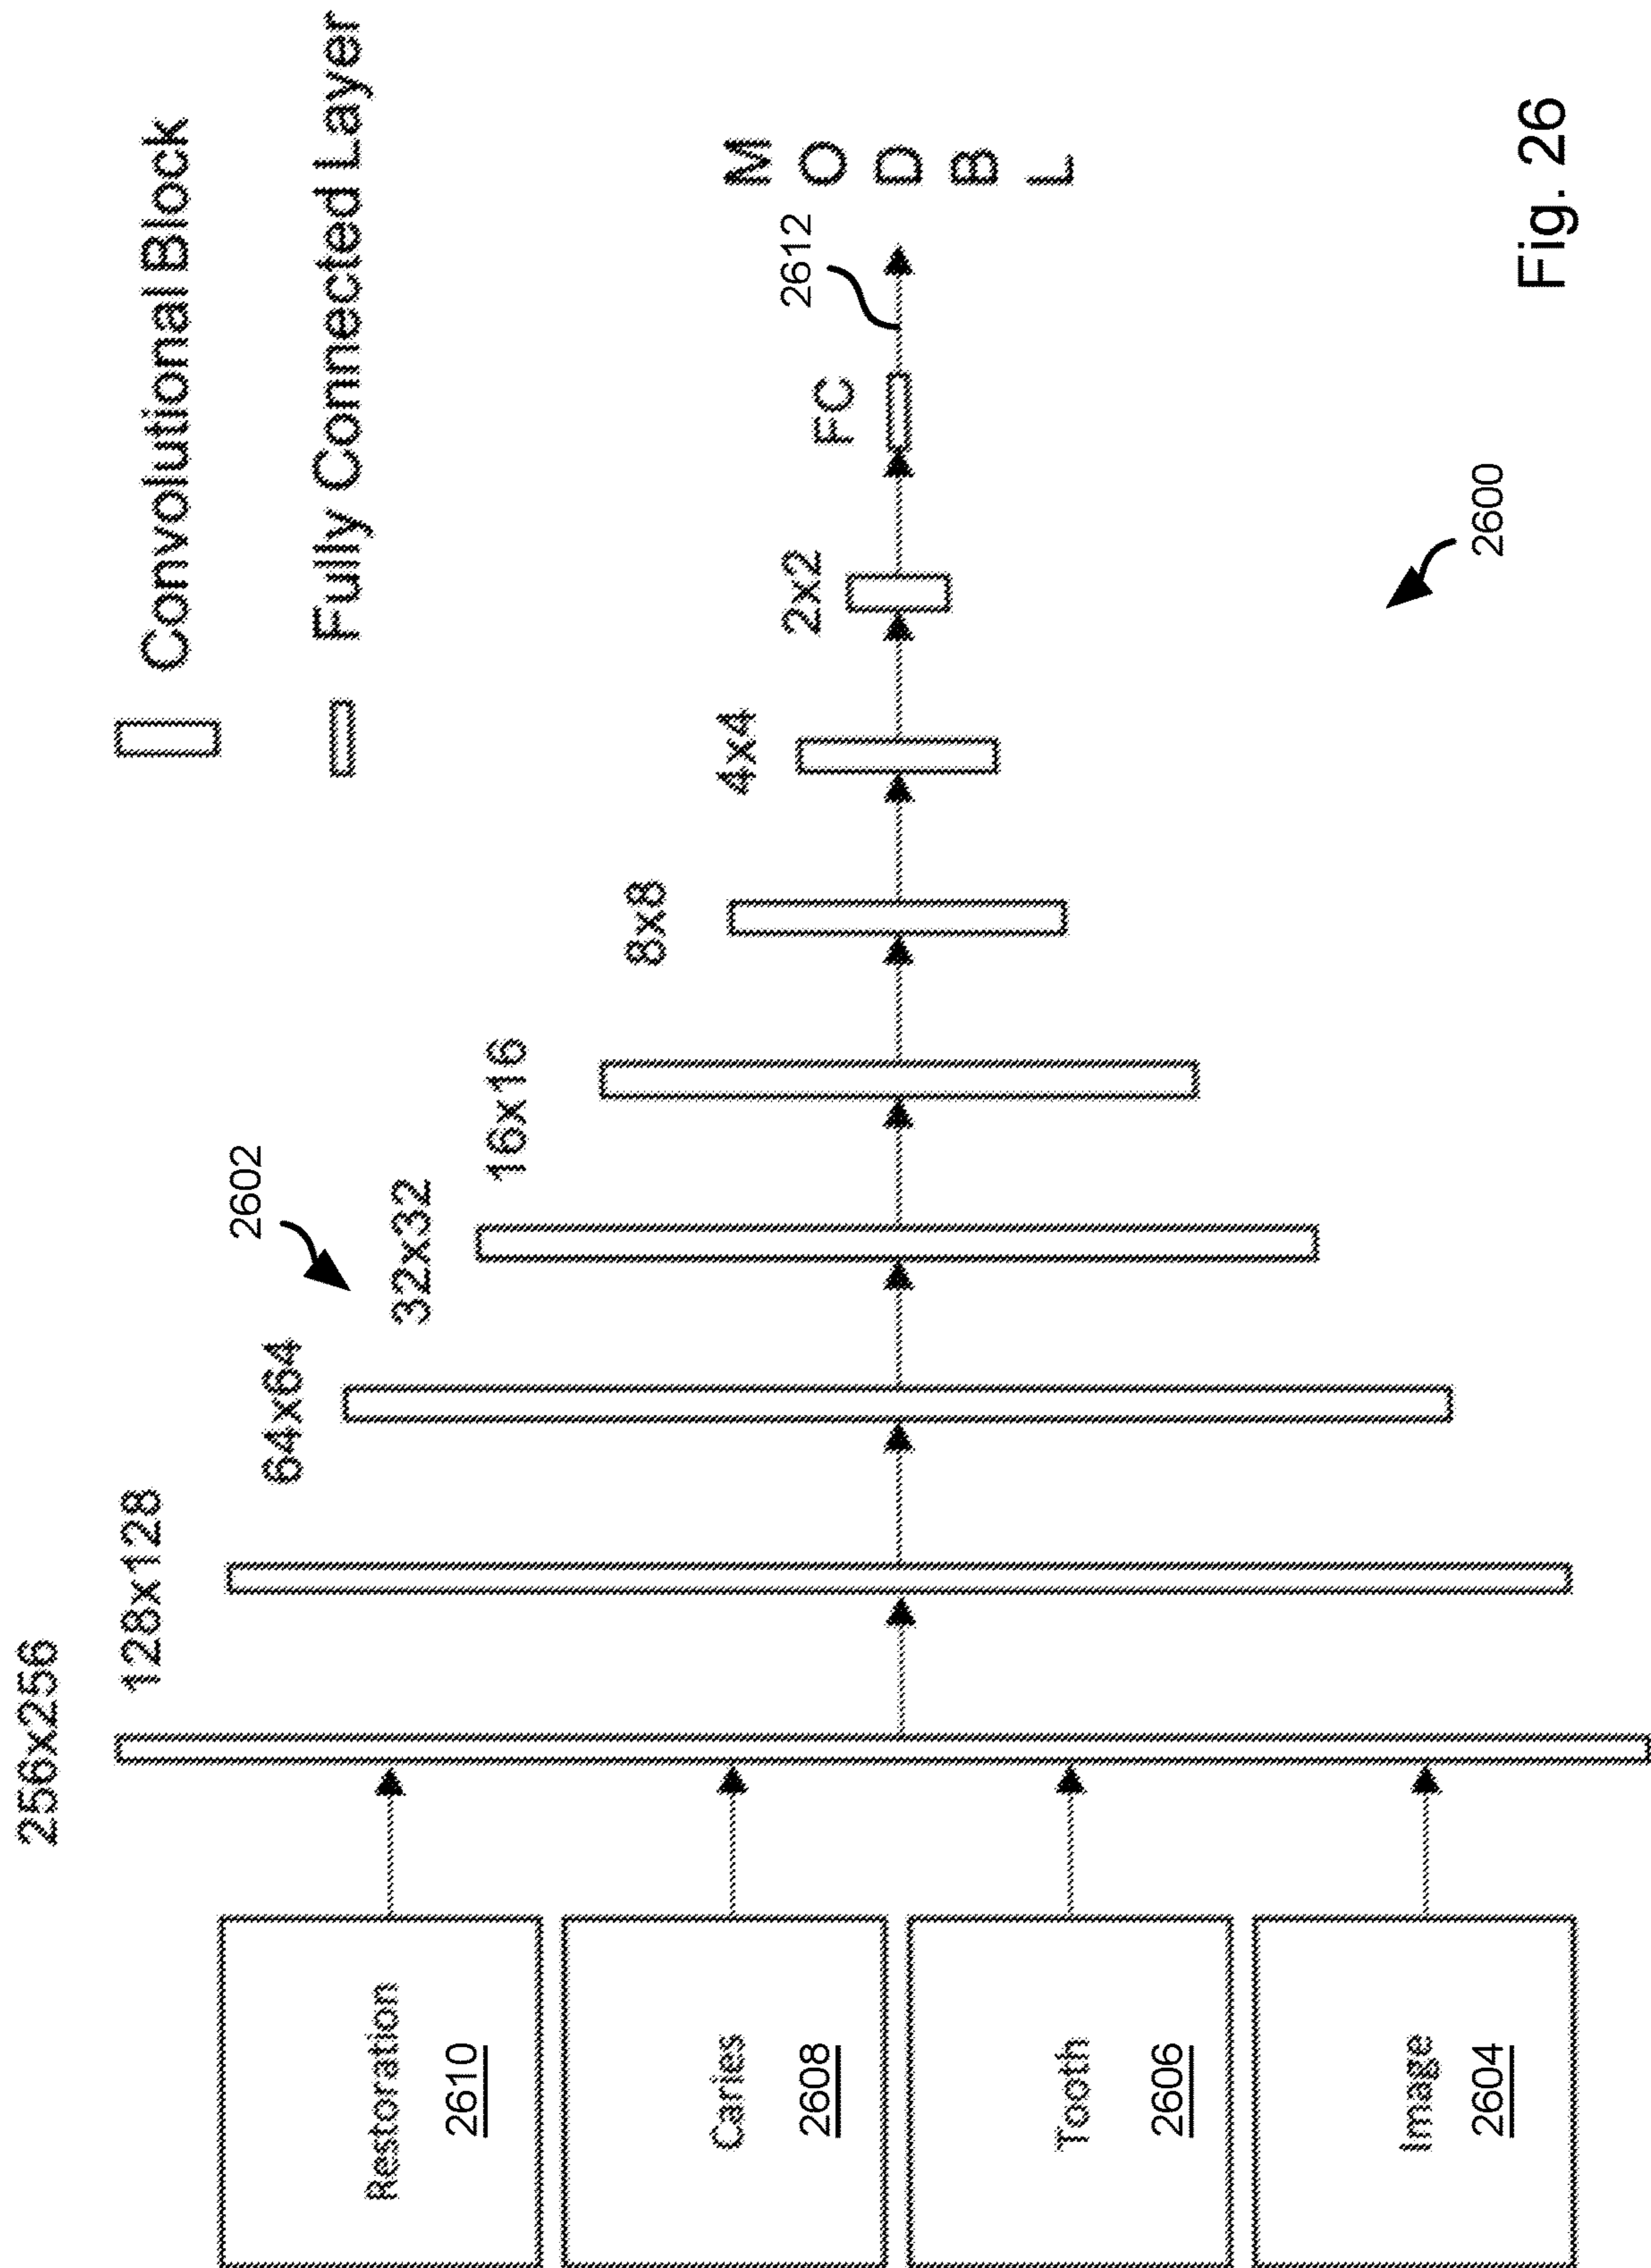 Convolutional Block
Fully Connected Layer
256x256
128x128
64x64
2602
32x32
16x16
8x8
4x4
2x2
FC
2612
M
O
D
B
L
Restoration
2610
Caries
2608
Tooth
2606
Image
2604
2600
Fig. 26